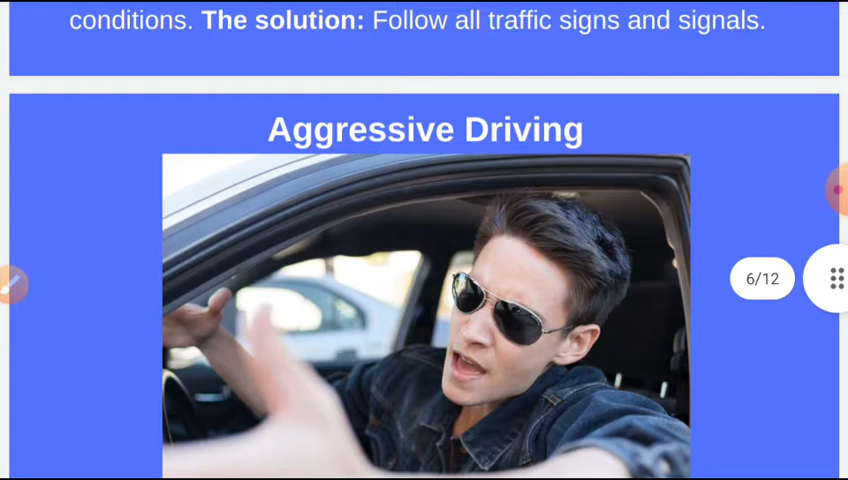 conditions. The solution: Follow all traffic signs and signals.
Aggressive Driving
6/12